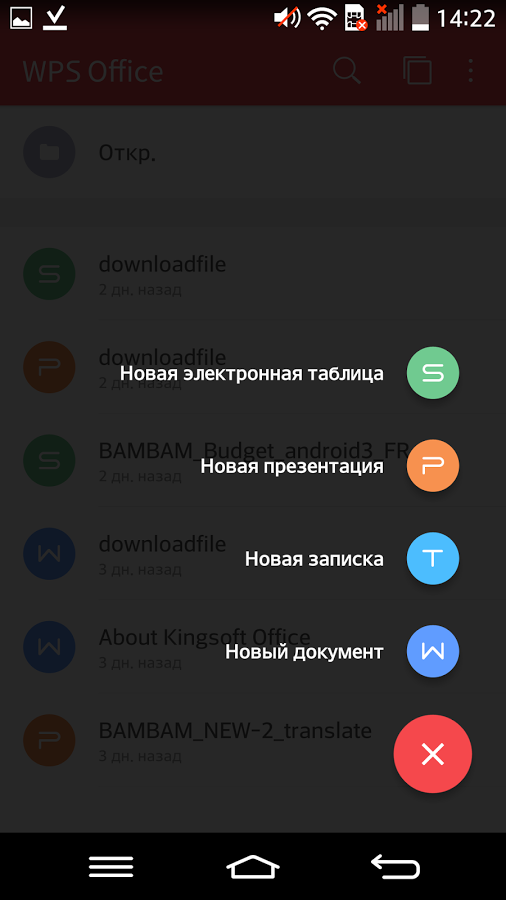 14:22
WPS Office
Откр.
downloadfile
2 дн. назад
downloadfile
2 дн. назад
Новая электронная таблица
BAMBAM_Budget_android3_FR
2 дн. назад
Новая презентация
downloadfile
3 дн. назад
Новая записка
About Kingsoft Office
3 дн. назад
Новый документ
BAMBAM_NEW-2_translate
3 дн. назад